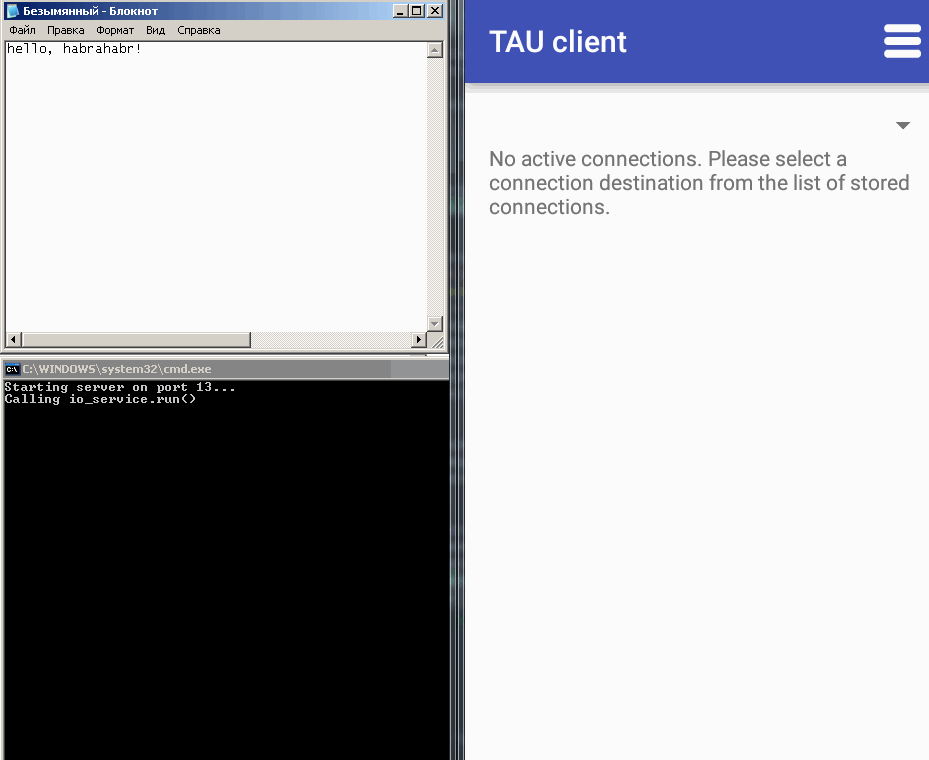 Безымянный - Блокнот
Файл Правка Формат Вид Справка
hello, habrahabr!
C:\WINDOWS\system32\cmd.exe
Starting server on port 13...
Calling io_service.run()
TAU client
No active connections. Please select a
connection destination from the list of stored
connections.